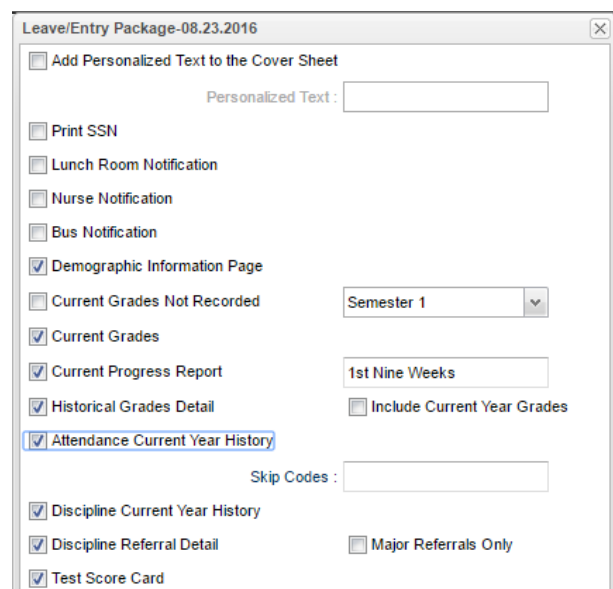 Leave/Entry Package-08.23.2016
Add Personalized Text to the Cover Sheet
Personalized Text :
Print SSN
Lunch Room Notification
Nurse Notification
Bus Notification
Demographic Information Page
Current Grades Not Recorded Semester 1
Current Grades
Current Progress Report 1st Nine Weeks
Historical Grades Detail Include Current Year Grades
Attendance Current Year History
Skip Codes :
Discipline Current Year History
Discipline Referral Detail Major Referrals Only
Test Score Card